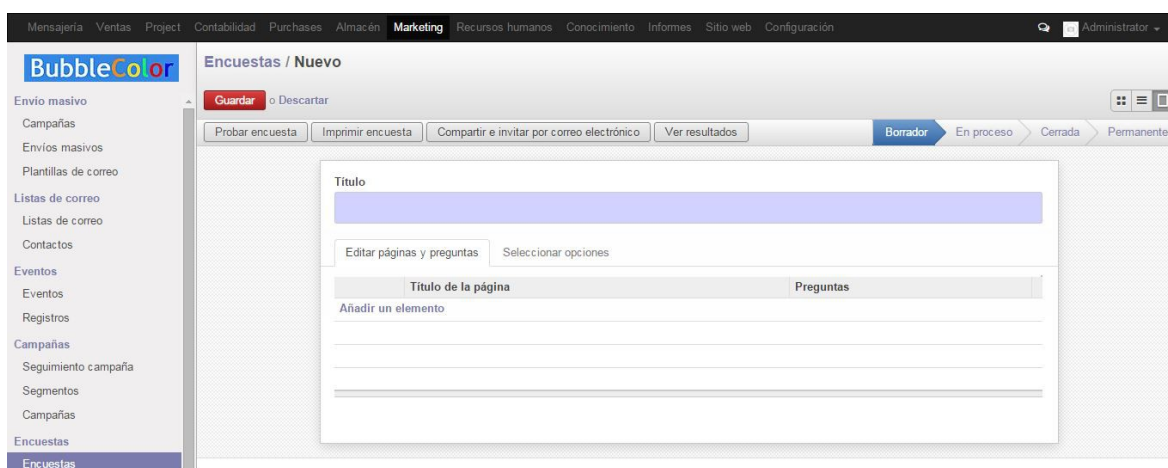 Mensajería Ventas Project Contabilidad Purchases Almacén Marketing Recursos humanos Conocimiento Informes Sitio web Configuración Administrator
BubbleColor
Encuestas / Nuevo
Guardar o Descartar
Envío masivo
Campañas
Envíos masivos
Plantillas de correo
Listas de correo
Listas de correo
Contactos
Eventos
Eventos
Registros
Campañas
Seguimiento campaña
Segmentos
Campañas
Encuestas
Encuestas
Probar encuesta Imprimir encuesta Compartir e invitar por correo electrónico Ver resultados Borrador En proceso Cerrada Permanente
Título
Editar páginas y preguntas Seleccionar opciones
Título de la página Preguntas
Añadir un elemento